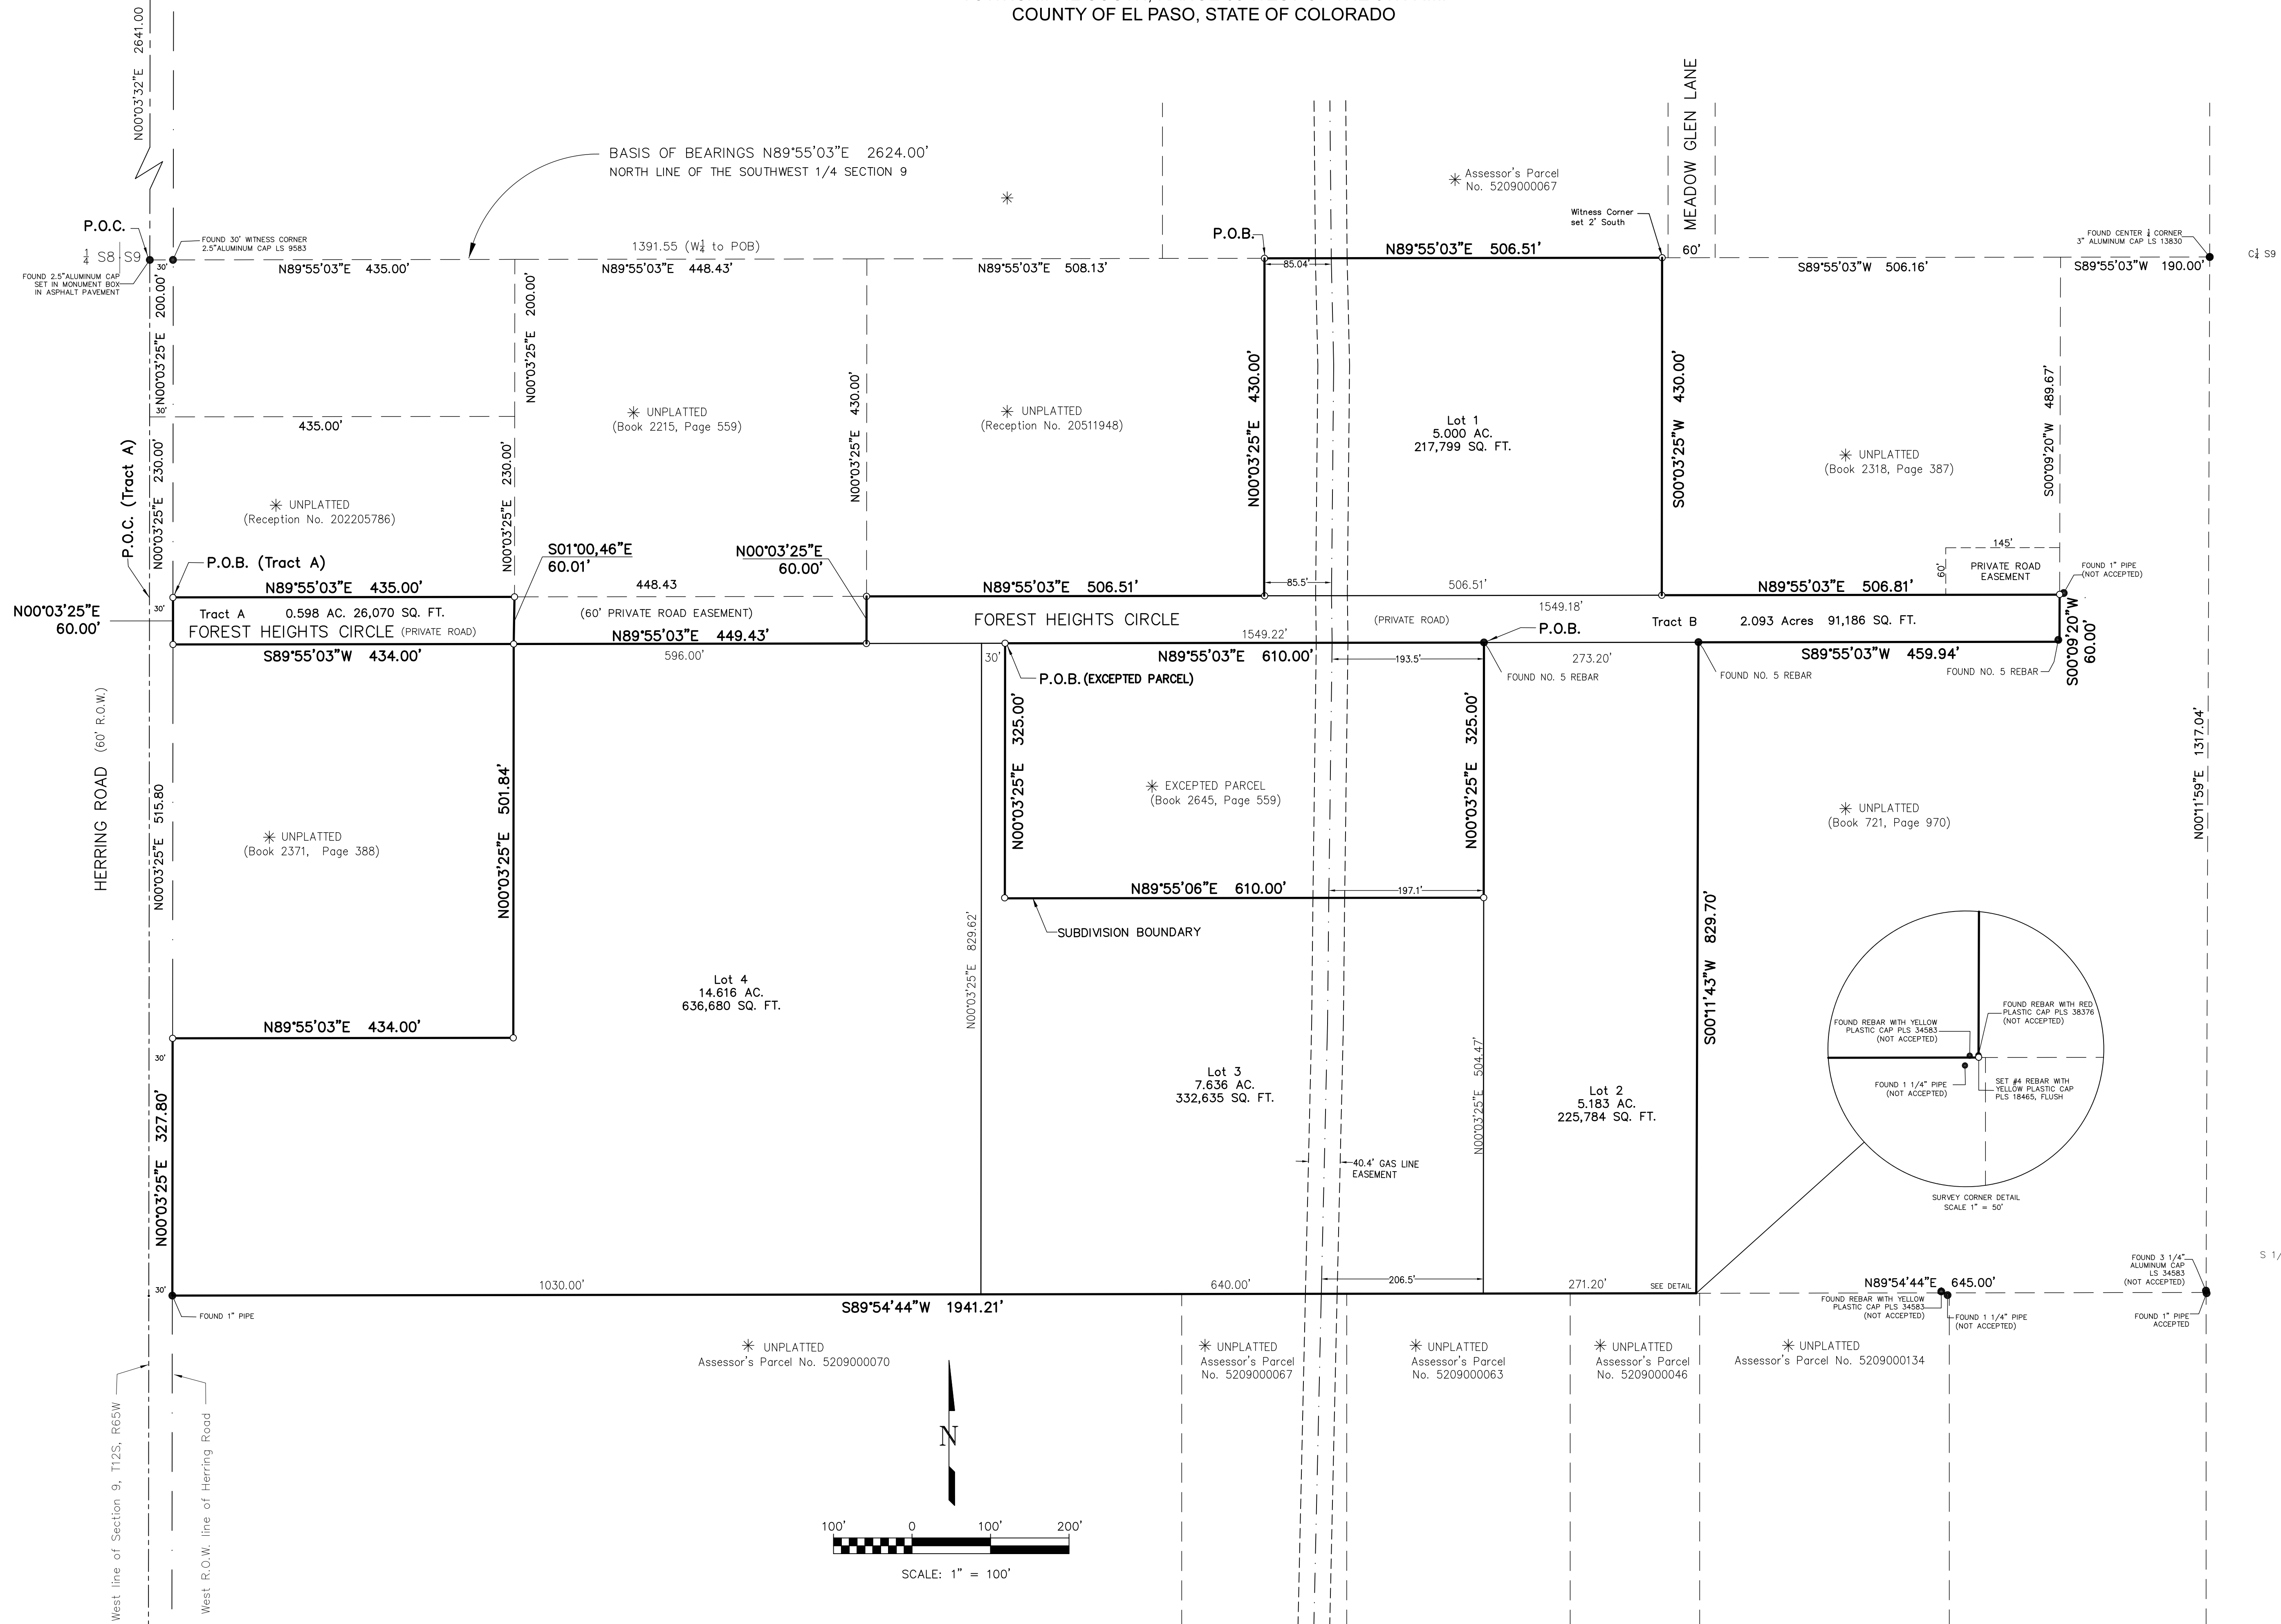 COUNTY OF EL PASO, STATE OF COLORADO
N00°03'32"E 2641.00
MEADOW GLEN LANE
BASIS OF BEARINGS N89°55'03"E 2624.00'
NORTH LINE OF THE SOUTHWEST 1/4 SECTION 9
Assessor's Parcel
No. 5209000067
Witness Corner
set 2' South
P.O.C.
1/4 S8 S9
FOUND 30' WITNESS CORNER
2.5"ALUMINUM CAP LS 9583
FOUND 2.5"ALUMINUM CAP
SET IN MONUMENT BOX
IN ASPHALT PAVEMENT
30'
1391.55 (W¼ to POB)
P.O.B.
N89°55'03"E 506.51'
60'
FOUND CENTER ¼ CORNER
3" ALUMINUM CAP LS 13830
C¼ S9
N89°55'03"E 435.00'
N89°55'03"E 448.43'
N89°55'03"E 508.13'
85.04'
S89°55'03"W 506.16'
S89°55'03"W 190.00'
N00°03'25"E 200.00'
N00°03'25"E 200.00'
30'
435.00'
UNPLATTED
(Book 2215, Page 559)
N00°03'25"E 430.00'
UNPLATTED
(Reception No. 20511948)
N00°03'25"E 430.00'
Lot 1
5.000 AC.
217,799 SQ. FT.
S00°03'25"W 430.00'
UNPLATTED
(Book 2318, Page 387)
S00°09'20"W 489.67'
P.O.C. (Tract A)
N00°03'25"E 230.00'
UNPLATTED
(Reception No. 202205786)
N00°03'25"E 230.00'
P.O.B. (Tract A)
S01°00,46"E
60.01'
N00°03'25"E
60.00'
145'
60'
PRIVATE ROAD
EASEMENT
FOUND 1" PIPE
(NOT ACCEPTED)
N89°55'03"E 435.00'
448.43
N89°55'03"E 506.51'
85.5'
506.51'
N89°55'03"E 506.81'
N00°03'25"E
60.00'
30'
Tract A 0.598 AC. 26,070 SQ. FT.
FOREST HEIGHTS CIRCLE (PRIVATE ROAD)
(60' PRIVATE ROAD EASEMENT)
FOREST HEIGHTS CIRCLE
(PRIVATE ROAD)
1549.18'
Tract B 2.093 Acres 91,186 SQ. FT.
S00°09'20"W
60.00'
N89°55'03"E 449.43'
1549.22'
P.O.B.
S89°55'03"W 434.00'
596.00'
30'
N89°55'03"E 610.00'
193.5'
273.20'
S89°55'03"W 459.94'
P.O.B. (EXCEPTED PARCEL)
FOUND NO. 5 REBAR
FOUND NO. 5 REBAR
FOUND NO. 5 REBAR
HERRING ROAD (60' R.O.W.)
N00°03'25"E 515.80
UNPLATTED
(Book 2371, Page 388)
N00°03'25"E 501.84'
N00°03'25"E 325.00'
EXCEPTED PARCEL
(Book 2645, Page 559)
N00°03'25"E 325.00'
UNPLATTED
(Book 721, Page 970)
N00°11'59"E 1317.04'
N89°55'06"E 610.00'
197.1'
SUBDIVISION BOUNDARY
N00°03'25"E 829.62'
S00°11'43"W 829.70'
Lot 4
14.616 AC.
636,680 SQ. FT.
N89°55'03"E 434.00'
30'
N00°03'25"E 327.80'
Lot 3
7.636 AC.
332,635 SQ. FT.
N00°03'25"E 504.47'
Lot 2
5.183 AC.
225,784 SQ. FT.
40.4' GAS LINE
EASEMENT
FOUND REBAR WITH RED
PLASTIC CAP PLS 38376
(NOT ACCEPTED)
FOUND REBAR WITH YELLOW
PLASTIC CAP PLS 34583
(NOT ACCEPTED)
FOUND 1 1/4" PIPE
(NOT ACCEPTED)
SET #4 REBAR WITH
YELLOW PLASTIC CAP
PLS 18465, FLUSH
SURVEY CORNER DETAIL
SCALE 1" = 50'
S 1/
30'
FOUND 1" PIPE
1030.00'
640.00'
206.5'
271.20'
SEE DETAIL
S89°54'44"W 1941.21'
N89°54'44"E 645.00'
FOUND 3 1/4"
ALUMINUM CAP
LS 34583
(NOT ACCEPTED)
FOUND REBAR WITH YELLOW
PLASTIC CAP PLS 34583
(NOT ACCEPTED)
FOUND 1 1/4" PIPE
(NOT ACCEPTED)
FOUND 1" PIPE
ACCEPTED
UNPLATTED
Assessor's Parcel No. 5209000070
UNPLATTED
Assessor's Parcel
No. 5209000067
UNPLATTED
Assessor's Parcel
No. 5209000063
UNPLATTED
Assessor's Parcel
No. 5209000046
UNPLATTED
Assessor's Parcel No. 5209000134
West line of Section 9, T12S, R65W
West R.O.W. line of Herring Road
N
100' 0 100' 200'
SCALE: 1" = 100'